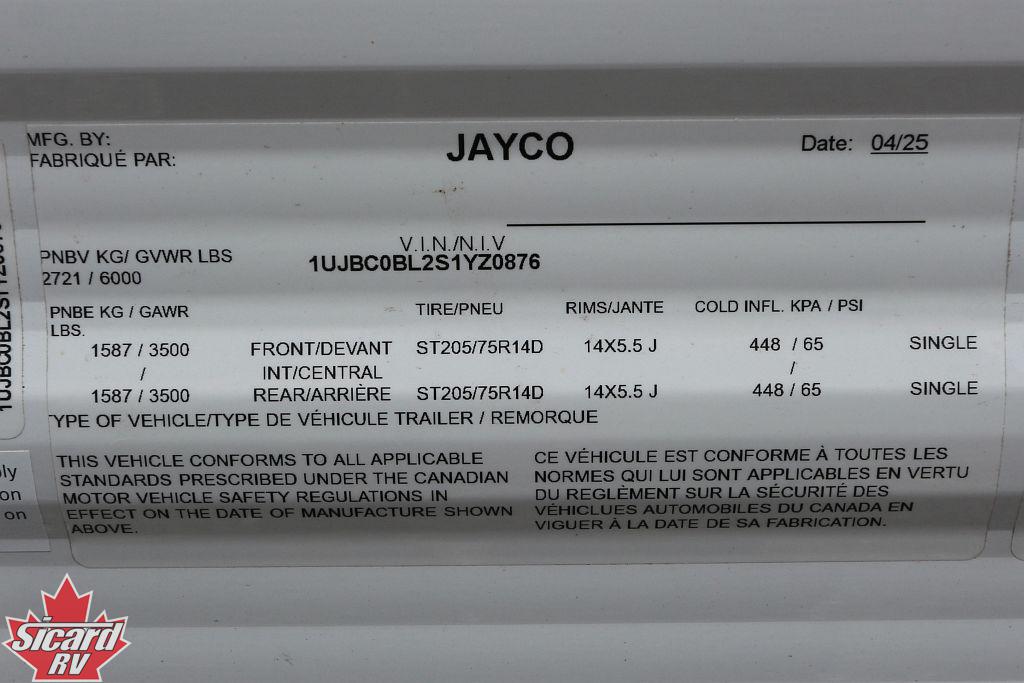 MFG. BY:
FABRIQUÉ PAR:
JAYCO
Date: 04/25
V.I.N./N.I.V
1UJBC0BL2S1YZ0876
PNBV KG/ GVWR LBS
2721 / 6000
PNBE KG / GAWR LBS. TIRE/PNEU RIMS/JANTE COLD INFL. KPA / PSI
1587 / 3500 FRONT/DEVANT ST205/75R14D 14X5.5 J 448 / 65 SINGLE
/ INT/CENTRAL /
1587 / 3500 REAR/ARRIÈRE ST205/75R14D 14X5.5 J 448 / 65 SINGLE
TYPE OF VEHICLE/TYPE DE VÉHICULE TRAILER / REMORQUE
THIS VEHICLE CONFORMS TO ALL APPLICABLE
STANDARDS PRESCRIBED UNDER THE CANADIAN
MOTOR VEHICLE SAFETY REGULATIONS IN
EFFECT ON THE DATE OF MANUFACTURE SHOWN
ABOVE.
CE VÉHICULE EST CONFORME À TOUTES LES
NORMES QUI LUI SONT APPLICABLES EN VERTU
DU REGLÈMENT SUR LA SÉCURITÉ DES
VÉHICLUES AUTOMOBILES DU CANADA EN
VIGUER À LA DATE DE SA FABRICATION.
on
on
Sicard
RV